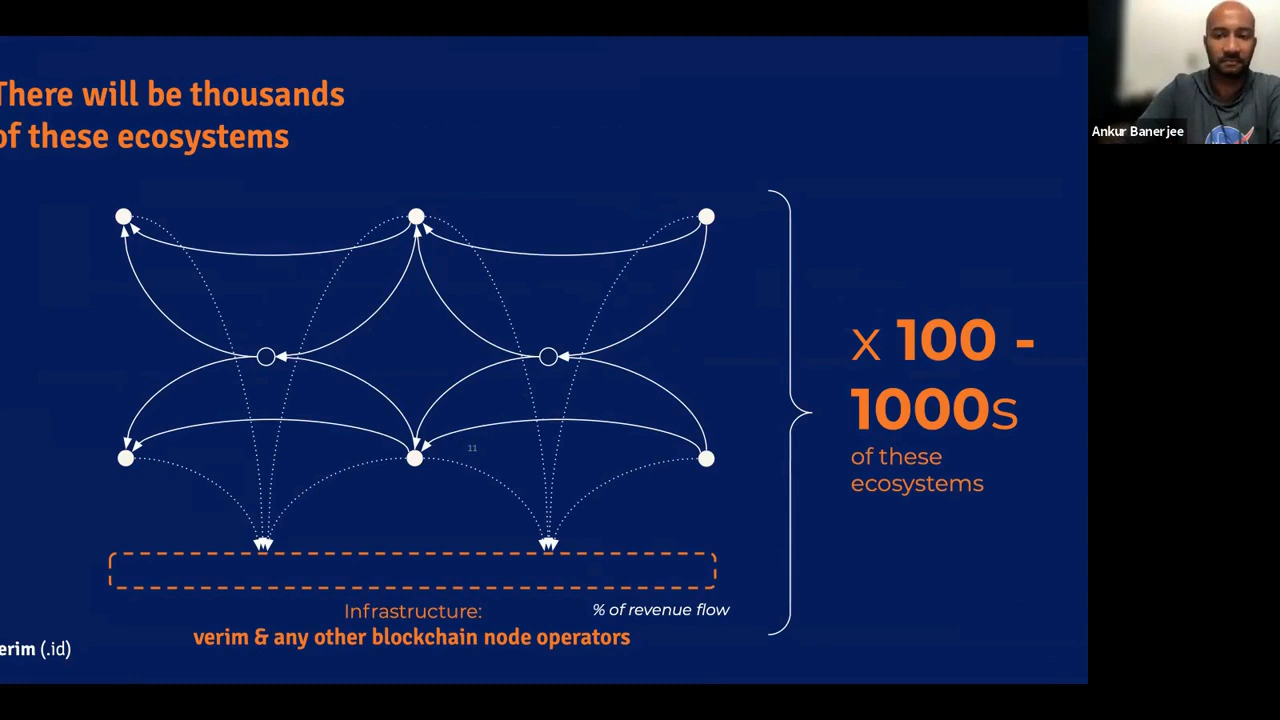 There will be thousands
of these ecosystems
Ankur Banerjee
x 100 -
1000s
of these
ecosystems
11
Infrastructure:
% of revenue flow
verim & any other blockchain node operators
erim (.id)